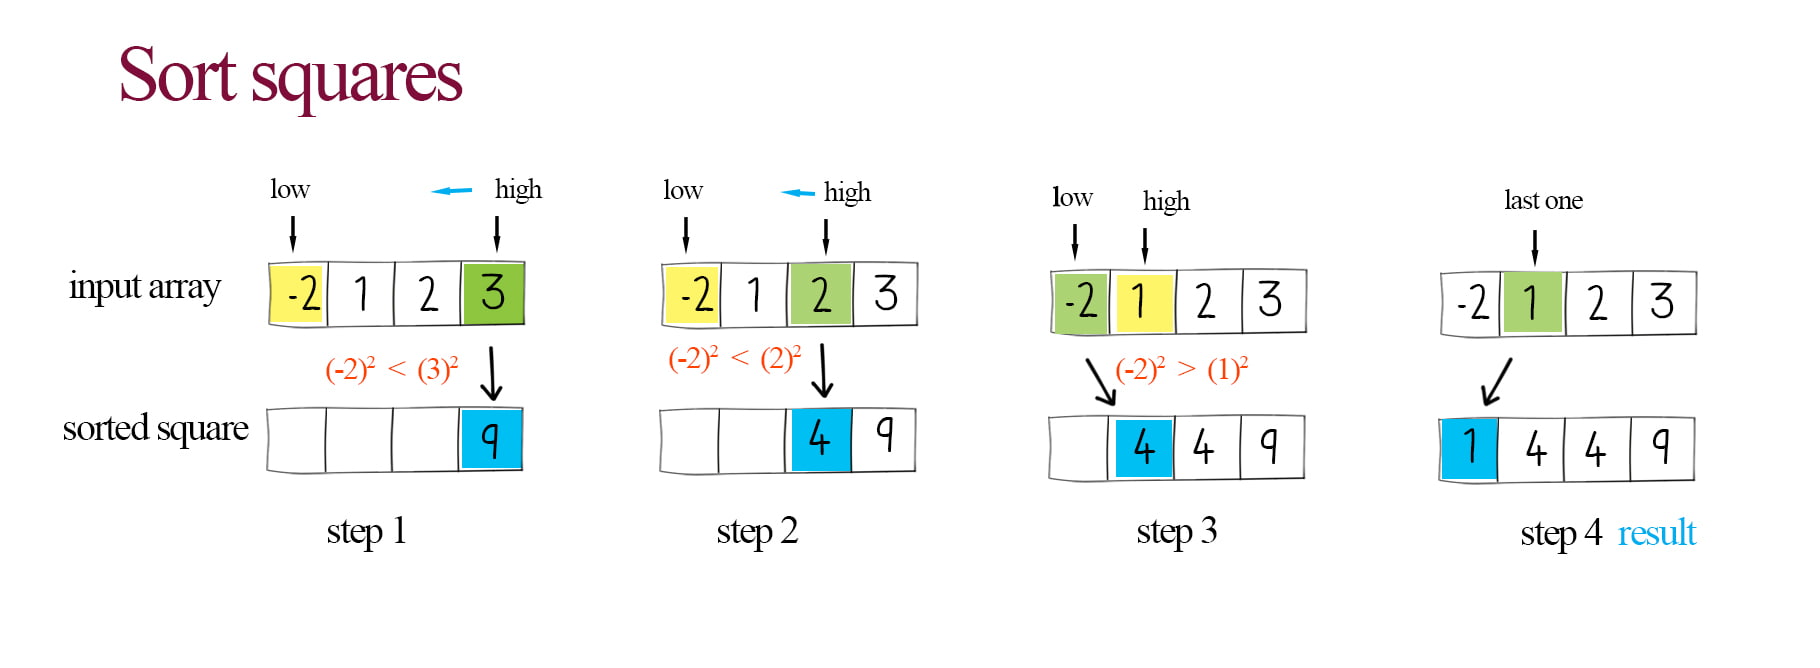 Sort squares
low high low high low high last one
input array -2 1 2 3 -2 1 2 3 -2 1 2 3 -2 1 2 3
(-2)² < (3)² (-2)² < (2)² (-2)² > (1)²
sorted square 9 4 9 4 4 9 1 4 4 9
step 1 step 2 step 3 step 4 result